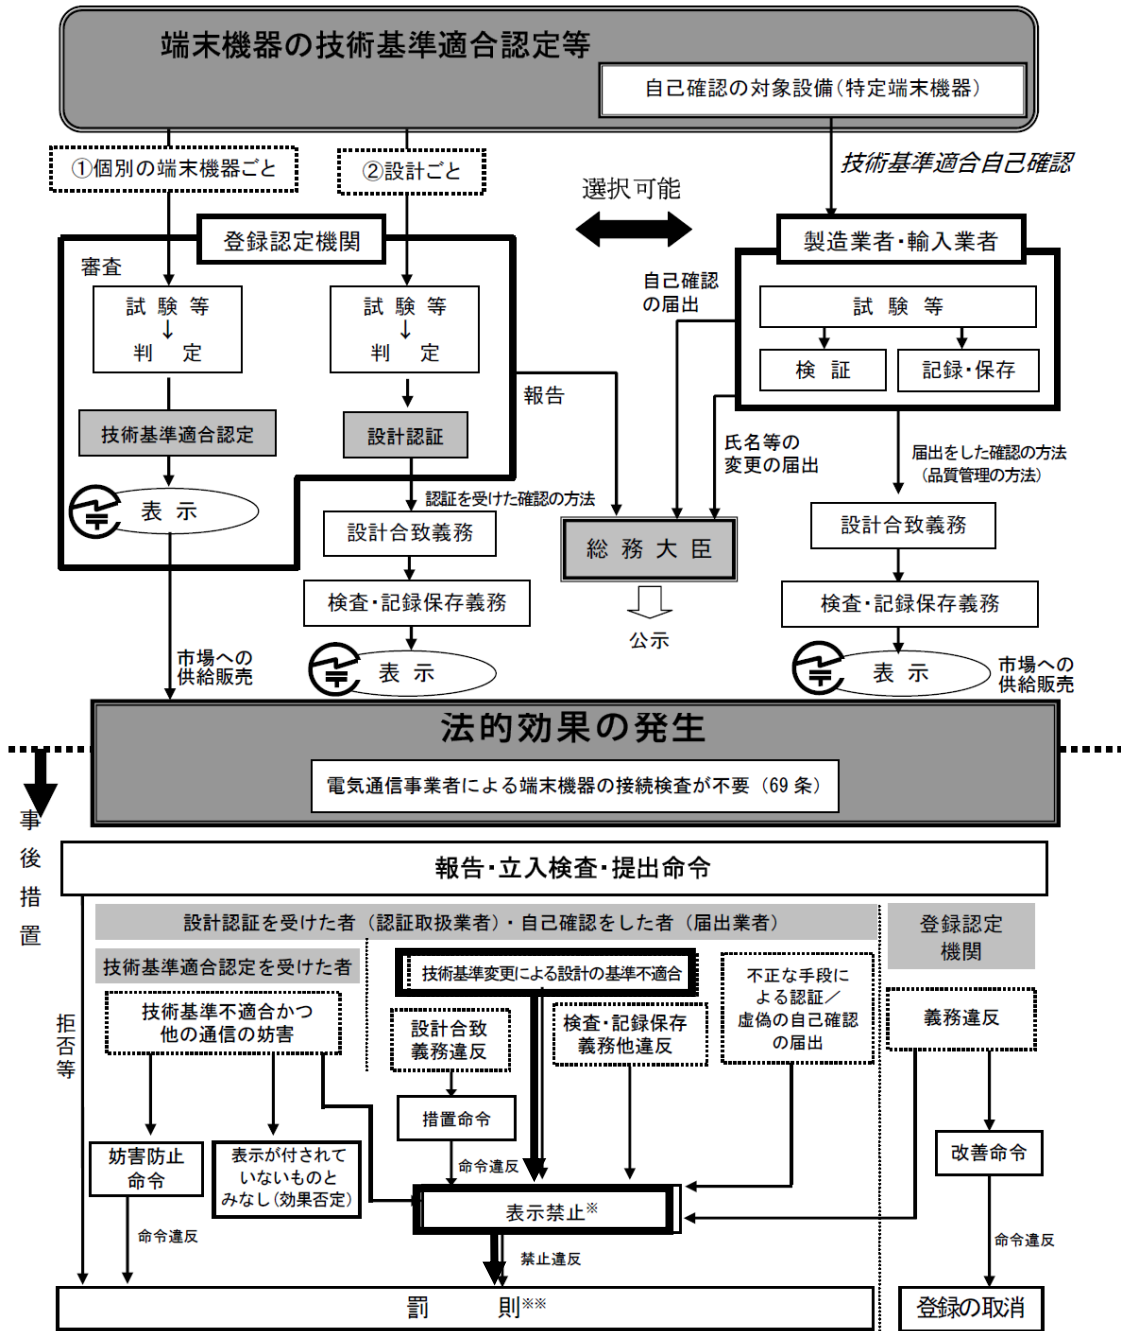 端末機器の技術基準適合認定等
自己確認の対象設備（特定端末機器）
①個別の端末機器ごと
②設計ごと
技術基準適合自己確認
選択可能
登録認定機関
製造業者・輸入業者
審査
試 験 等
↓
判 定
試 験 等
↓
判 定
自己確認
の届出
試 験 等
検 証
記録・保存
報告
技術基準適合認定
設計認証
氏名等の
変更の届出
届出をした確認の方法
（品質管理の方法）
認証を受けた確認の方法
表 示
設計合致義務
総 務 大 臣
設計合致義務
検査・記録保存義務
検査・記録保存義務
公示
市場への
供給販売
表 示
表 示
市場への
供給販売
法的効果の発生
電気通信事業者による端末機器の接続検査が不要（69 条）
事
後
措
置
報告・立入検査・提出命令
設計認証を受けた者（認証取扱業者）・自己確認をした者（届出業者）
登録認定
機関
技術基準適合認定を受けた者
技術基準変更による設計の基準不適合
不正な手段に
よる認証／
虚偽の自己確認
の届出
技術基準不適合かつ
他の通信の妨害
設計合致
義務違反
検査・記録保存
義務他違反
義務違反
拒
否
等
措置命令
妨害防止
命令
表示が付されて
いないものと
みなし（効果否定）
命令違反
改善命令
表示禁止※
命令違反
禁止違反
命令違反
罰 則※※
登録の取消